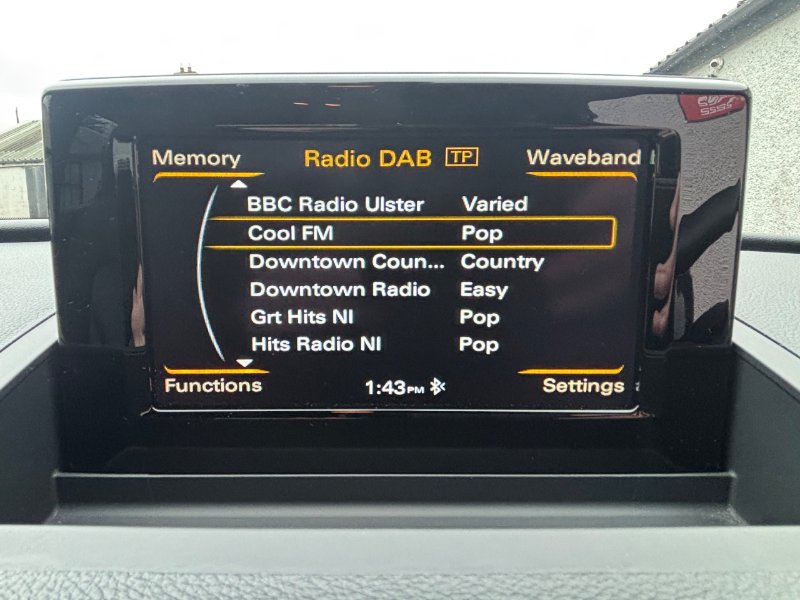 Memory Radio DAB TP Waveband
BBC Radio Ulster Varied
Cool FM Pop
Downtown Coun... Country
Downtown Radio Easy
Grt Hits NI Pop
Hits Radio NI Pop
Functions 1:43PM Settings